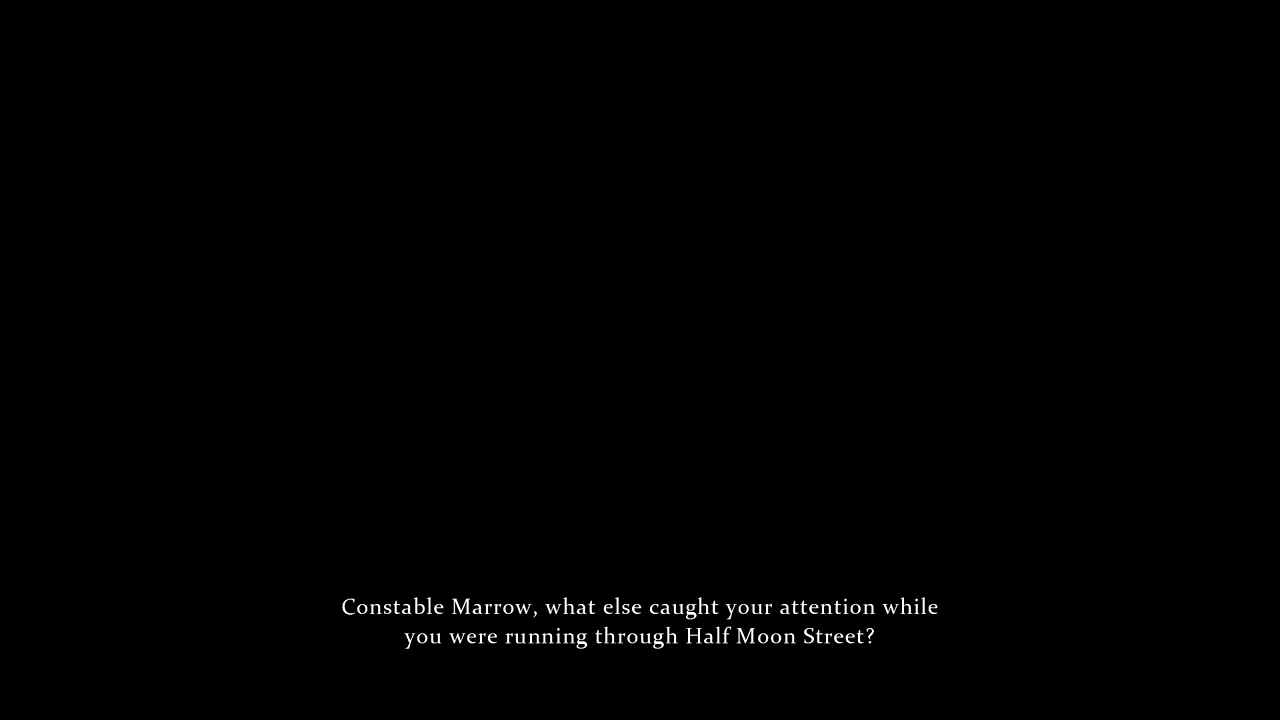 Constable Marrow, what else caught your attention while
you were running through Half Moon Street?